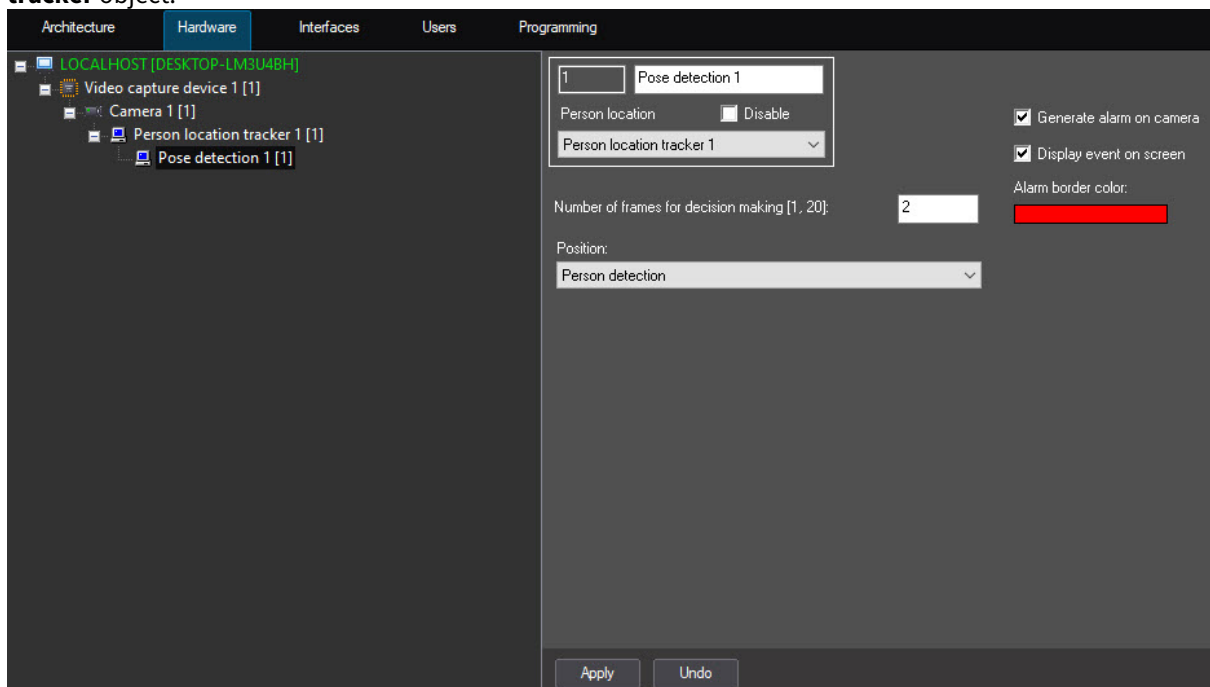 tracker object.
Architecture Hardware Interfaces Users Programming
LOCALHOST [DESKTOP-LM3U4BH]
Video capture device 1 [1]
Camera 1 [1]
Person location tracker 1 [1]
Pose detection 1 [1]
1 Pose detection 1
Person location Disable
Person location tracker 1
Generate alarm on camera
Display event on screen
Alarm border color:
Number of frames for decision making [1, 20]: 2
Position:
Person detection
Apply Undo